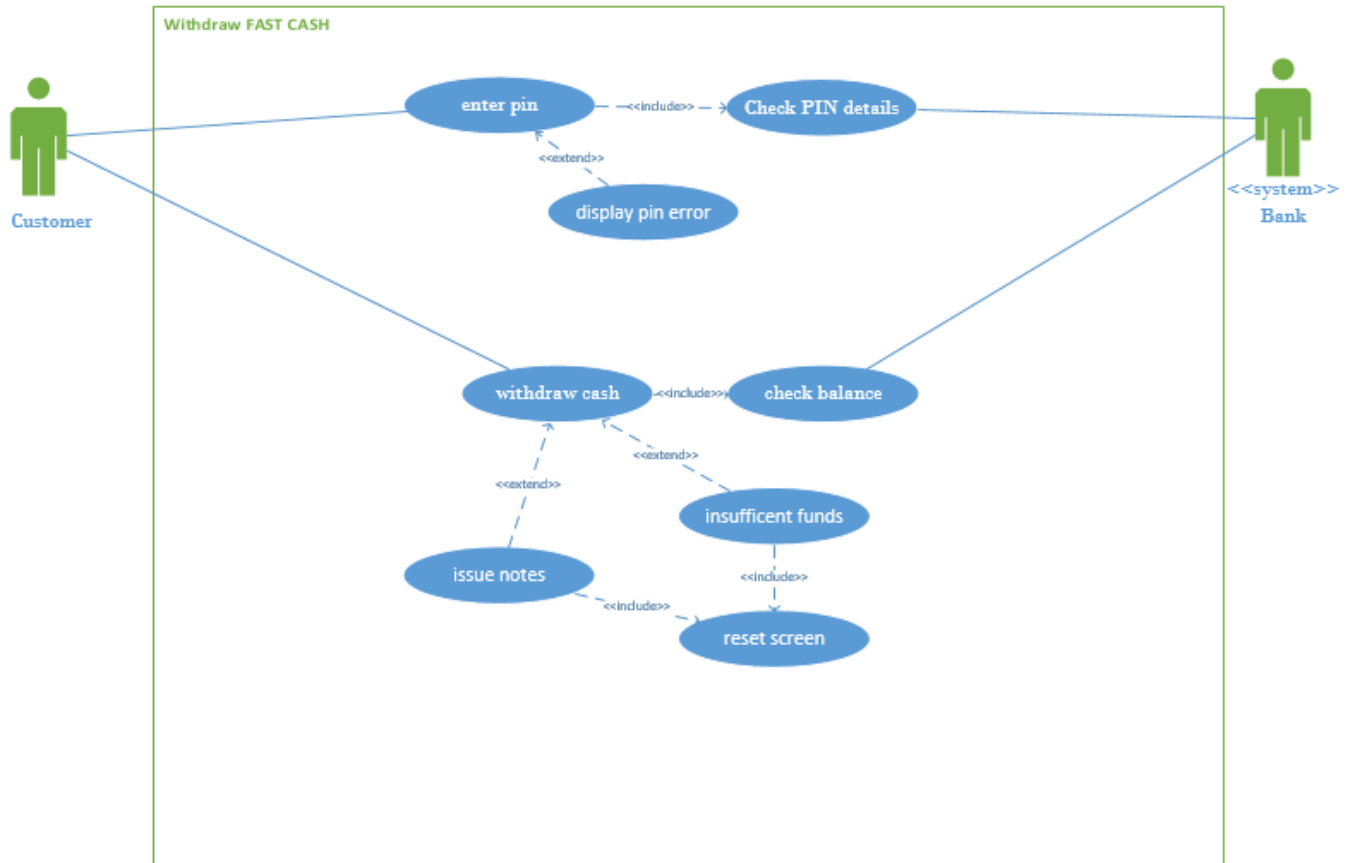 Withdraw FAST CASH
enter pin
<<include>>
Check PIN details
<<extend>>
display pin error
Customer
<<system>>
Bank
withdraw cash
<<include>>
check balance
<<extend>>
<<extend>>
insufficent funds
issue notes
<<include>>
<<include>>
reset screen